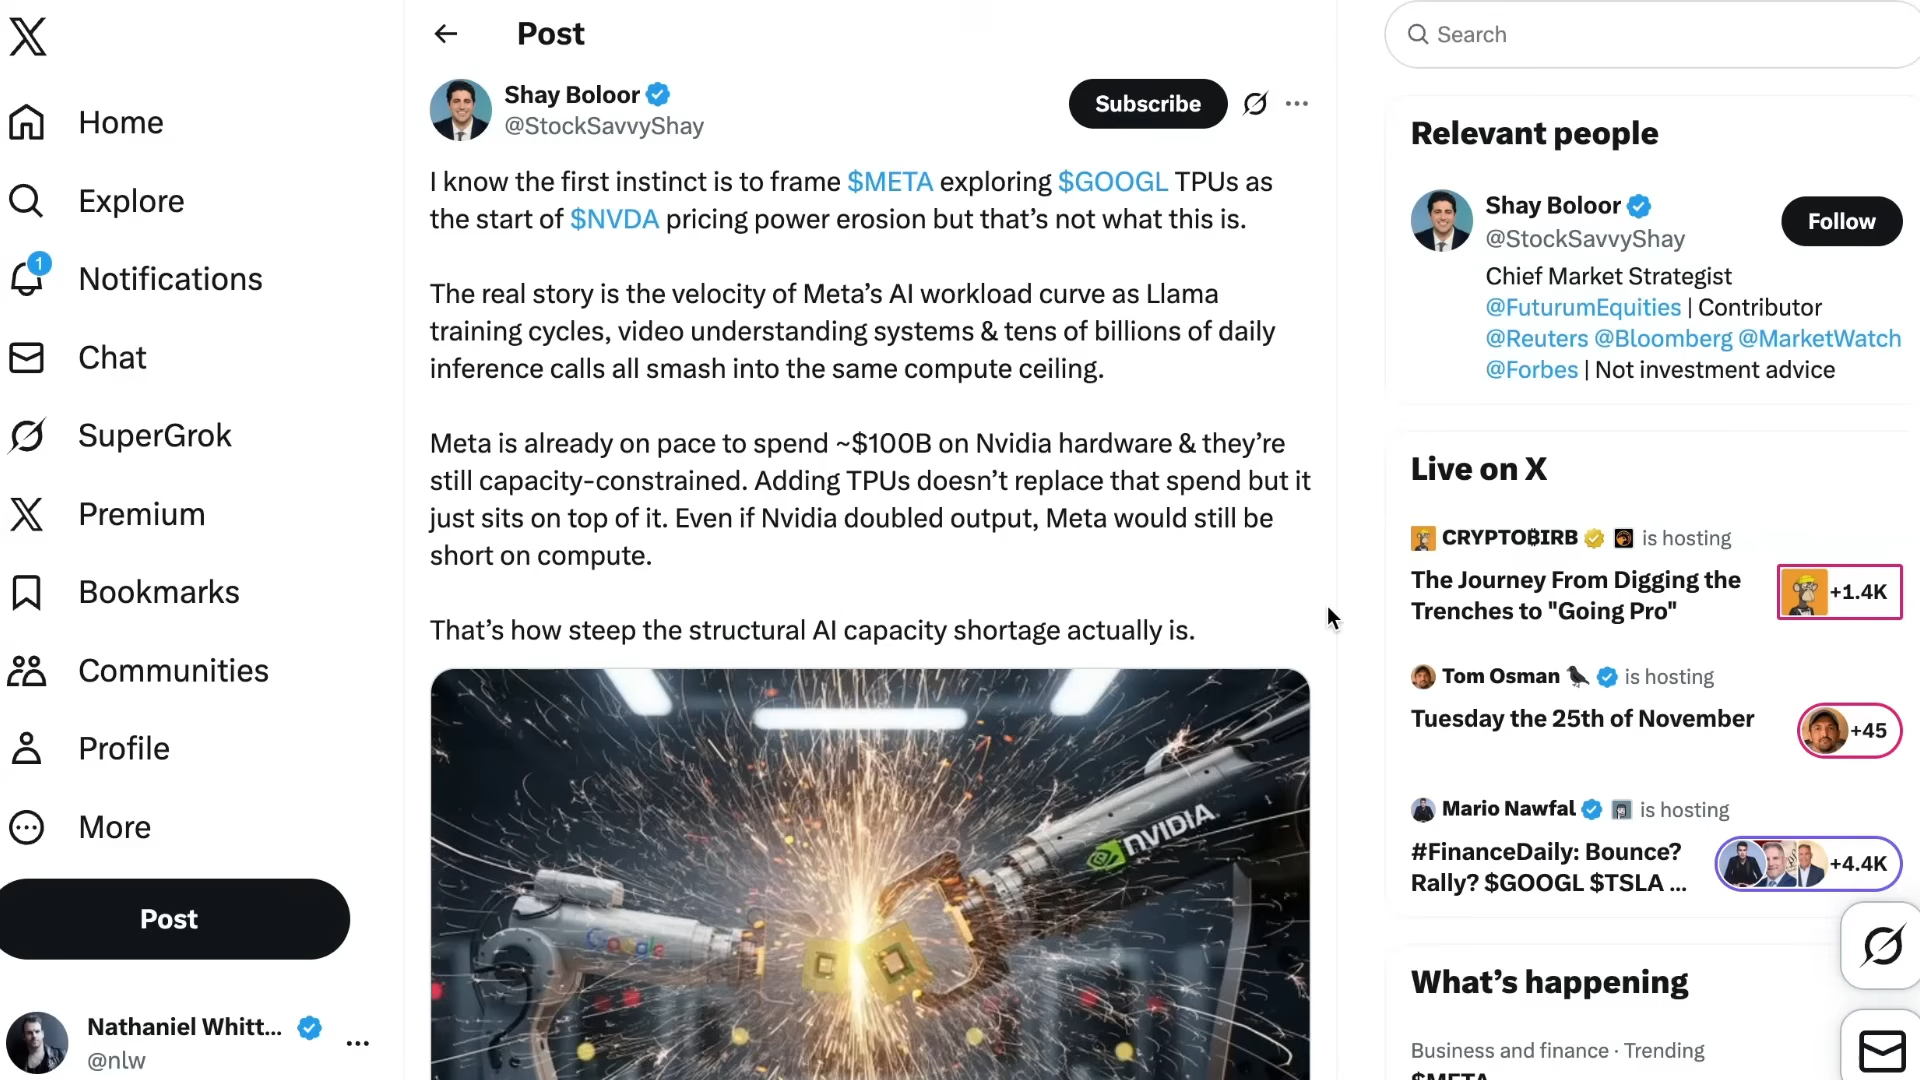 Home
Explore
1
Notifications
Chat
SuperGrok
Premium
Bookmarks
Communities
Profile
More
Post
Nathaniel Whitt...
@nlw
Post
Shay Boloor
@StockSavvyShay
Subscribe
I know the first instinct is to frame $META exploring $GOOGL TPUs as
the start of $NVDA pricing power erosion but that’s not what this is.
The real story is the velocity of Meta’s AI workload curve as Llama
training cycles, video understanding systems & tens of billions of daily
inference calls all smash into the same compute ceiling.
Meta is already on pace to spend ~$100B on Nvidia hardware & they’re
still capacity-constrained. Adding TPUs doesn’t replace that spend but it
just sits on top of it. Even if Nvidia doubled output, Meta would still be
short on compute.
That’s how steep the structural AI capacity shortage actually is.
Google
NVIDIA
Search
Relevant people
Shay Boloor
@StockSavvyShay
Follow
Chief Market Strategist
@FuturumEquities | Contributor
@Reuters @Bloomberg @MarketWatch
@Forbes | Not investment advice
Live on X
CRYPTO₿IRB is hosting
The Journey From Digging the
Trenches to "Going Pro"
+1.4K
Tom Osman is hosting
Tuesday the 25th of November
+45
Mario Nawfal is hosting
#FinanceDaily: Bounce?
Rally? $GOOGL $TSLA ...
+4.4K
What’s happening
Business and finance · Trending
$META